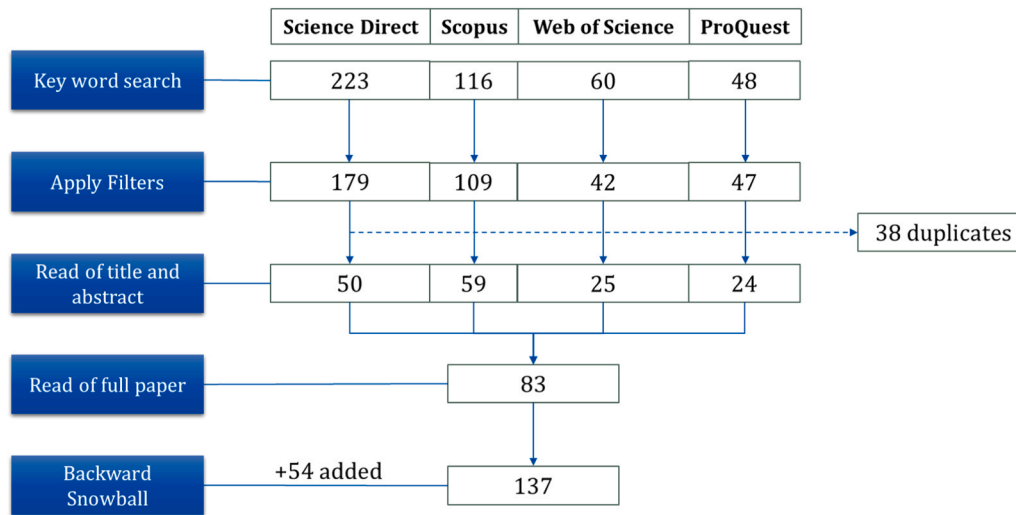 Science Direct Scopus Web of Science ProQuest
Key word search 223 116 60 48
Apply Filters 179 109 42 47
38 duplicates
Read of title and
abstract
50 59 25 24
Read of full paper 83
Backward
Snowball
+54 added
137